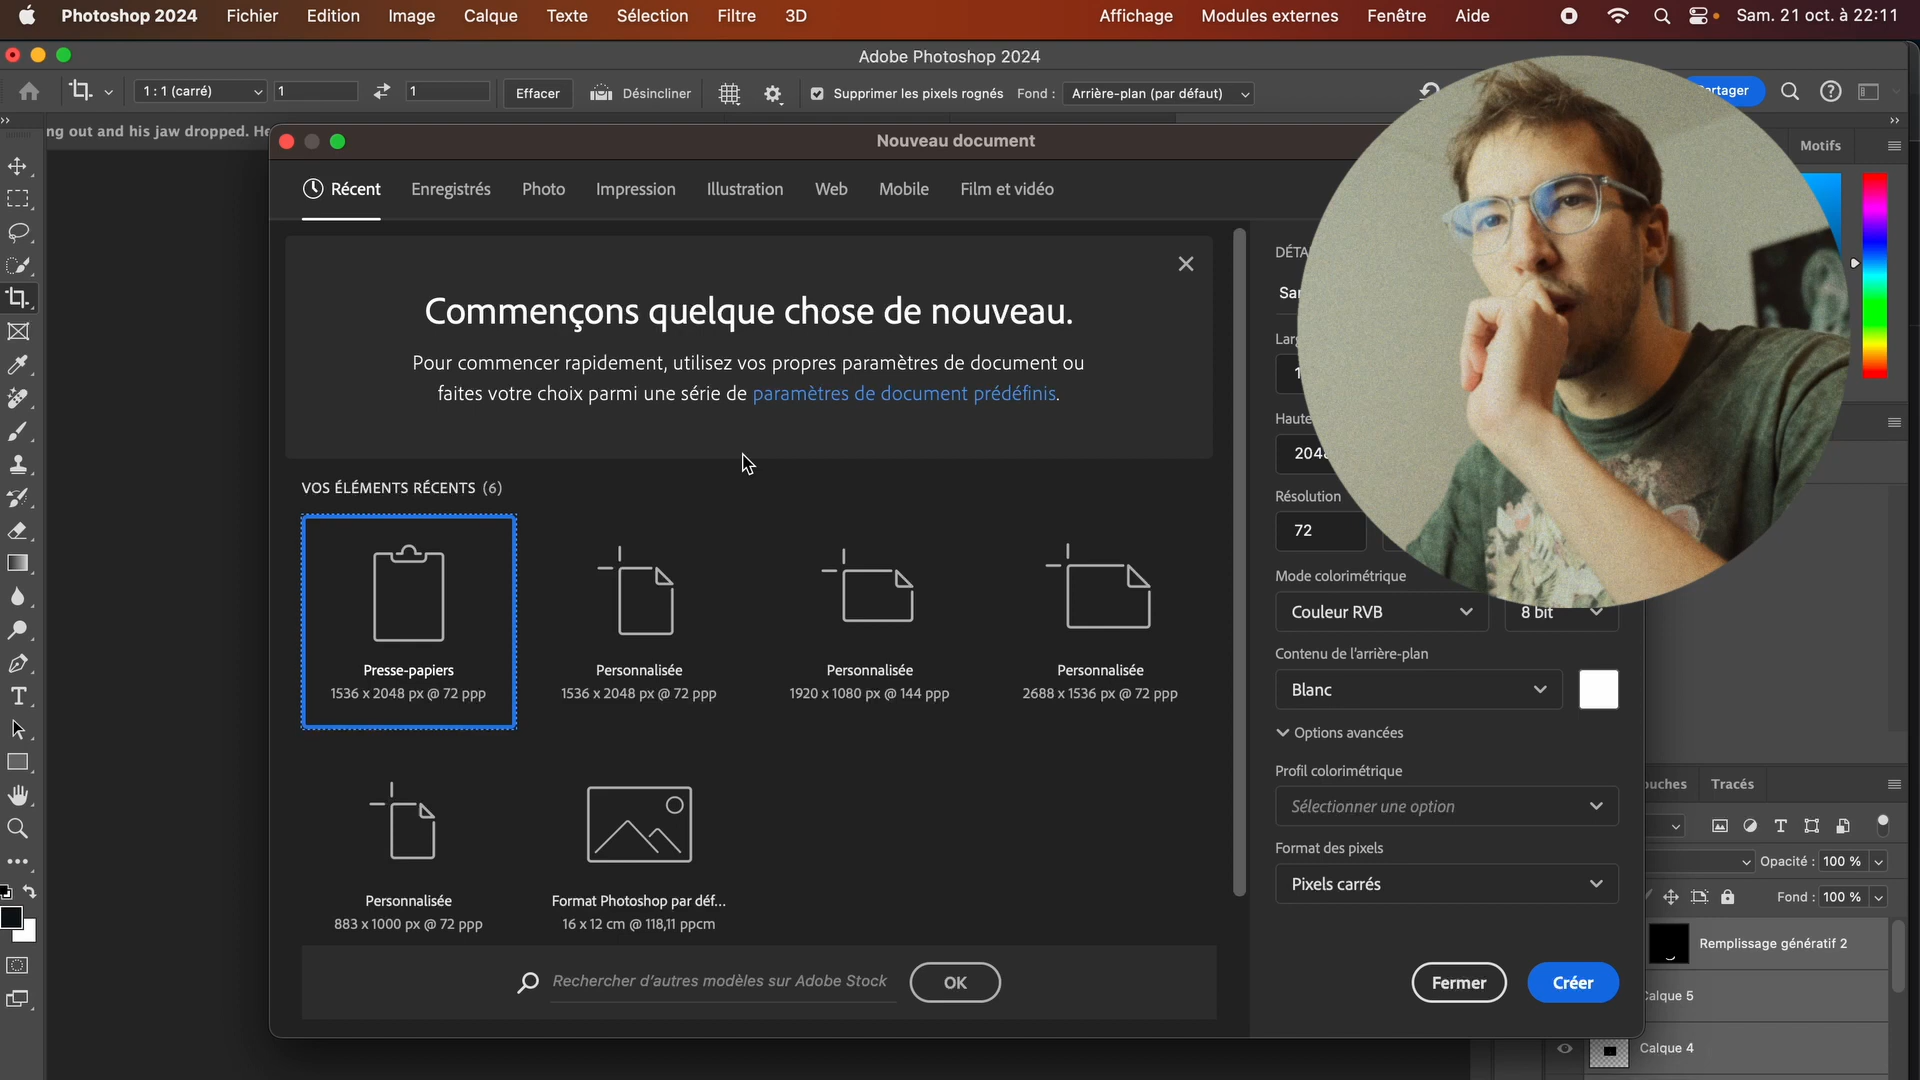 Photoshop 2024 Fichier Edition Image Calque Texte Sélection Filtre 3D Affichage Modules externes Fenêtre Aide Sam. 21 oct. à 22:11
Adobe Photoshop 2024
1 : 1 (carré) 1 1 Effacer Désincliner Supprimer les pixels rognés Fond : Arrière-plan (par défaut)
ng out and his jaw dropped. He
Nouveau document
Motifs
Récent Enregistrés Photo Impression Illustration Web Mobile Film et vidéo
Commençons quelque chose de nouveau.
Pour commencer rapidement, utilisez vos propres paramètres de document ou
faites votre choix parmi une série de paramètres de document prédéfinis.
VOS ÉLÉMENTS RÉCENTS (6)
Presse-papiers
1536 x 2048 px @ 72 ppp
Personnalisée
1536 x 2048 px @ 72 ppp
Personnalisée
1920 x 1080 px @ 144 ppp
Personnalisée
2688 x 1536 px @ 72 ppp
Personnalisée
883 x 1000 px @ 72 ppp
Format Photoshop par déf...
16 x 12 cm @ 118,11 ppcm
Rechercher d'autres modèles sur Adobe Stock OK
2048
Résolution
72
Mode colorimétrique
Couleur RVB 8 bit
Contenu de l'arrière-plan
Blanc
Options avancées
Profil colorimétrique
Sélectionner une option
Format des pixels
Pixels carrés
Fermer Créer
ouches Tracés
Opacité : 100 %
Fond : 100 %
Remplissage génératif 2
Calque 5
Calque 4